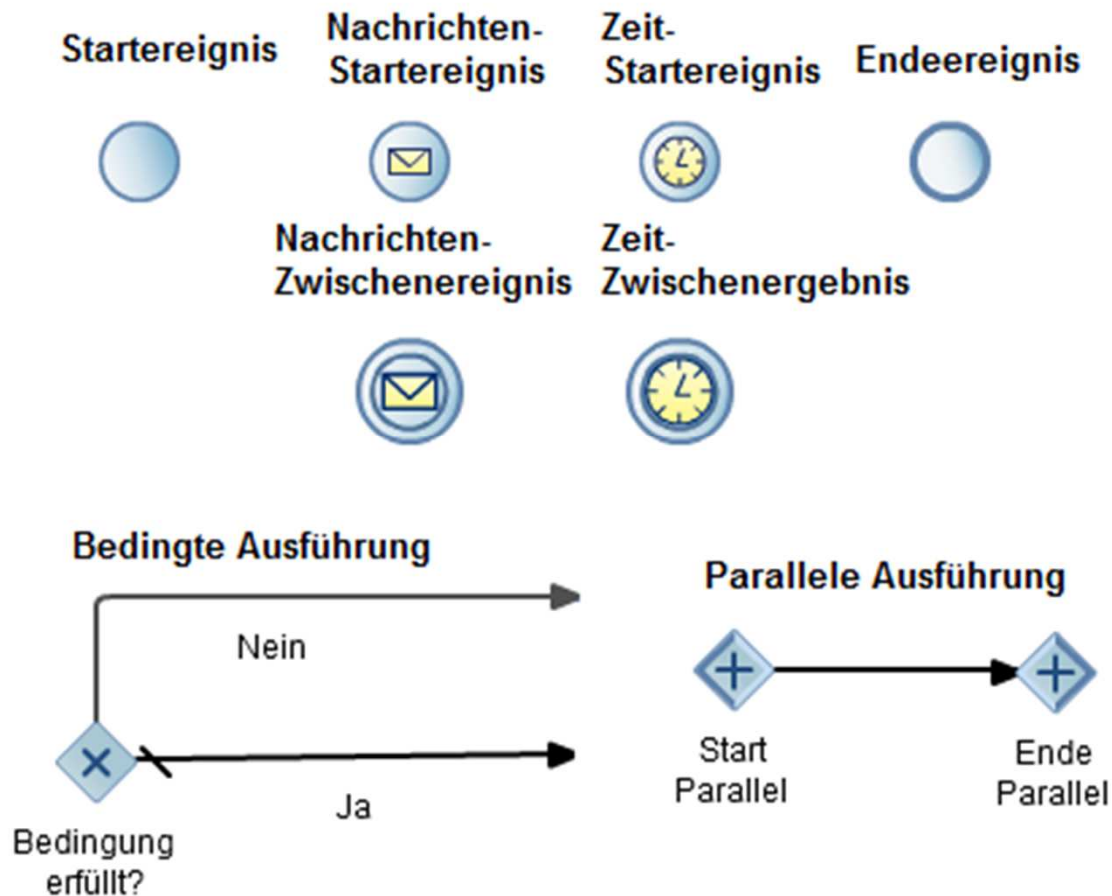 Startereignis
Nachrichten-
Startereignis
Zeit-
Startereignis
Endeereignis
Nachrichten-
Zwischenereignis
Zeit-
Zwischenergebnis
Bedingte Ausführung
Nein
Ja
Bedingung
erfüllt?
Parallele Ausführung
Start
Parallel
Ende
Parallel